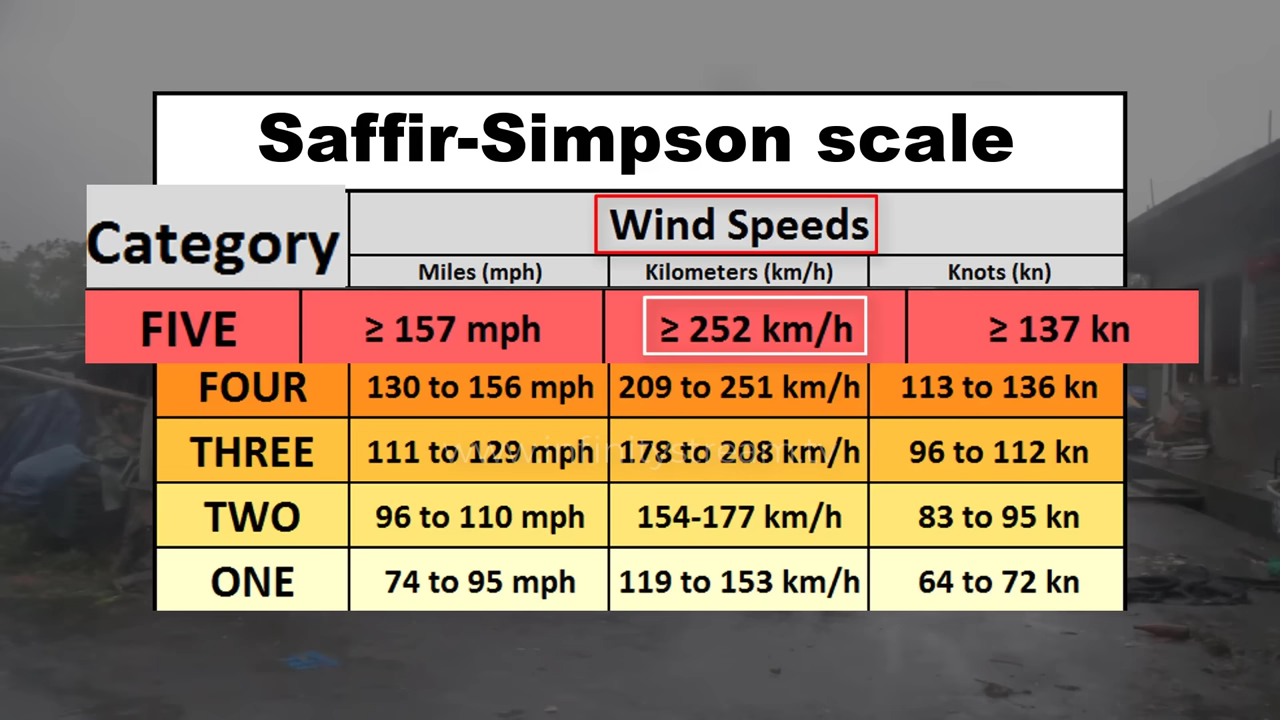 Saffir-Simpson scale
Category
Wind Speeds
Miles (mph) Kilometers (km/h) Knots (kn)
FIVE ≥ 157 mph ≥ 252 km/h ≥ 137 kn
FOUR 130 to 156 mph 209 to 251 km/h 113 to 136 kn
THREE 111 to 129 mph 178 to 208 km/h 96 to 112 kn
TWO 96 to 110 mph 154-177 km/h 83 to 95 kn
ONE 74 to 95 mph 119 to 153 km/h 64 to 72 kn